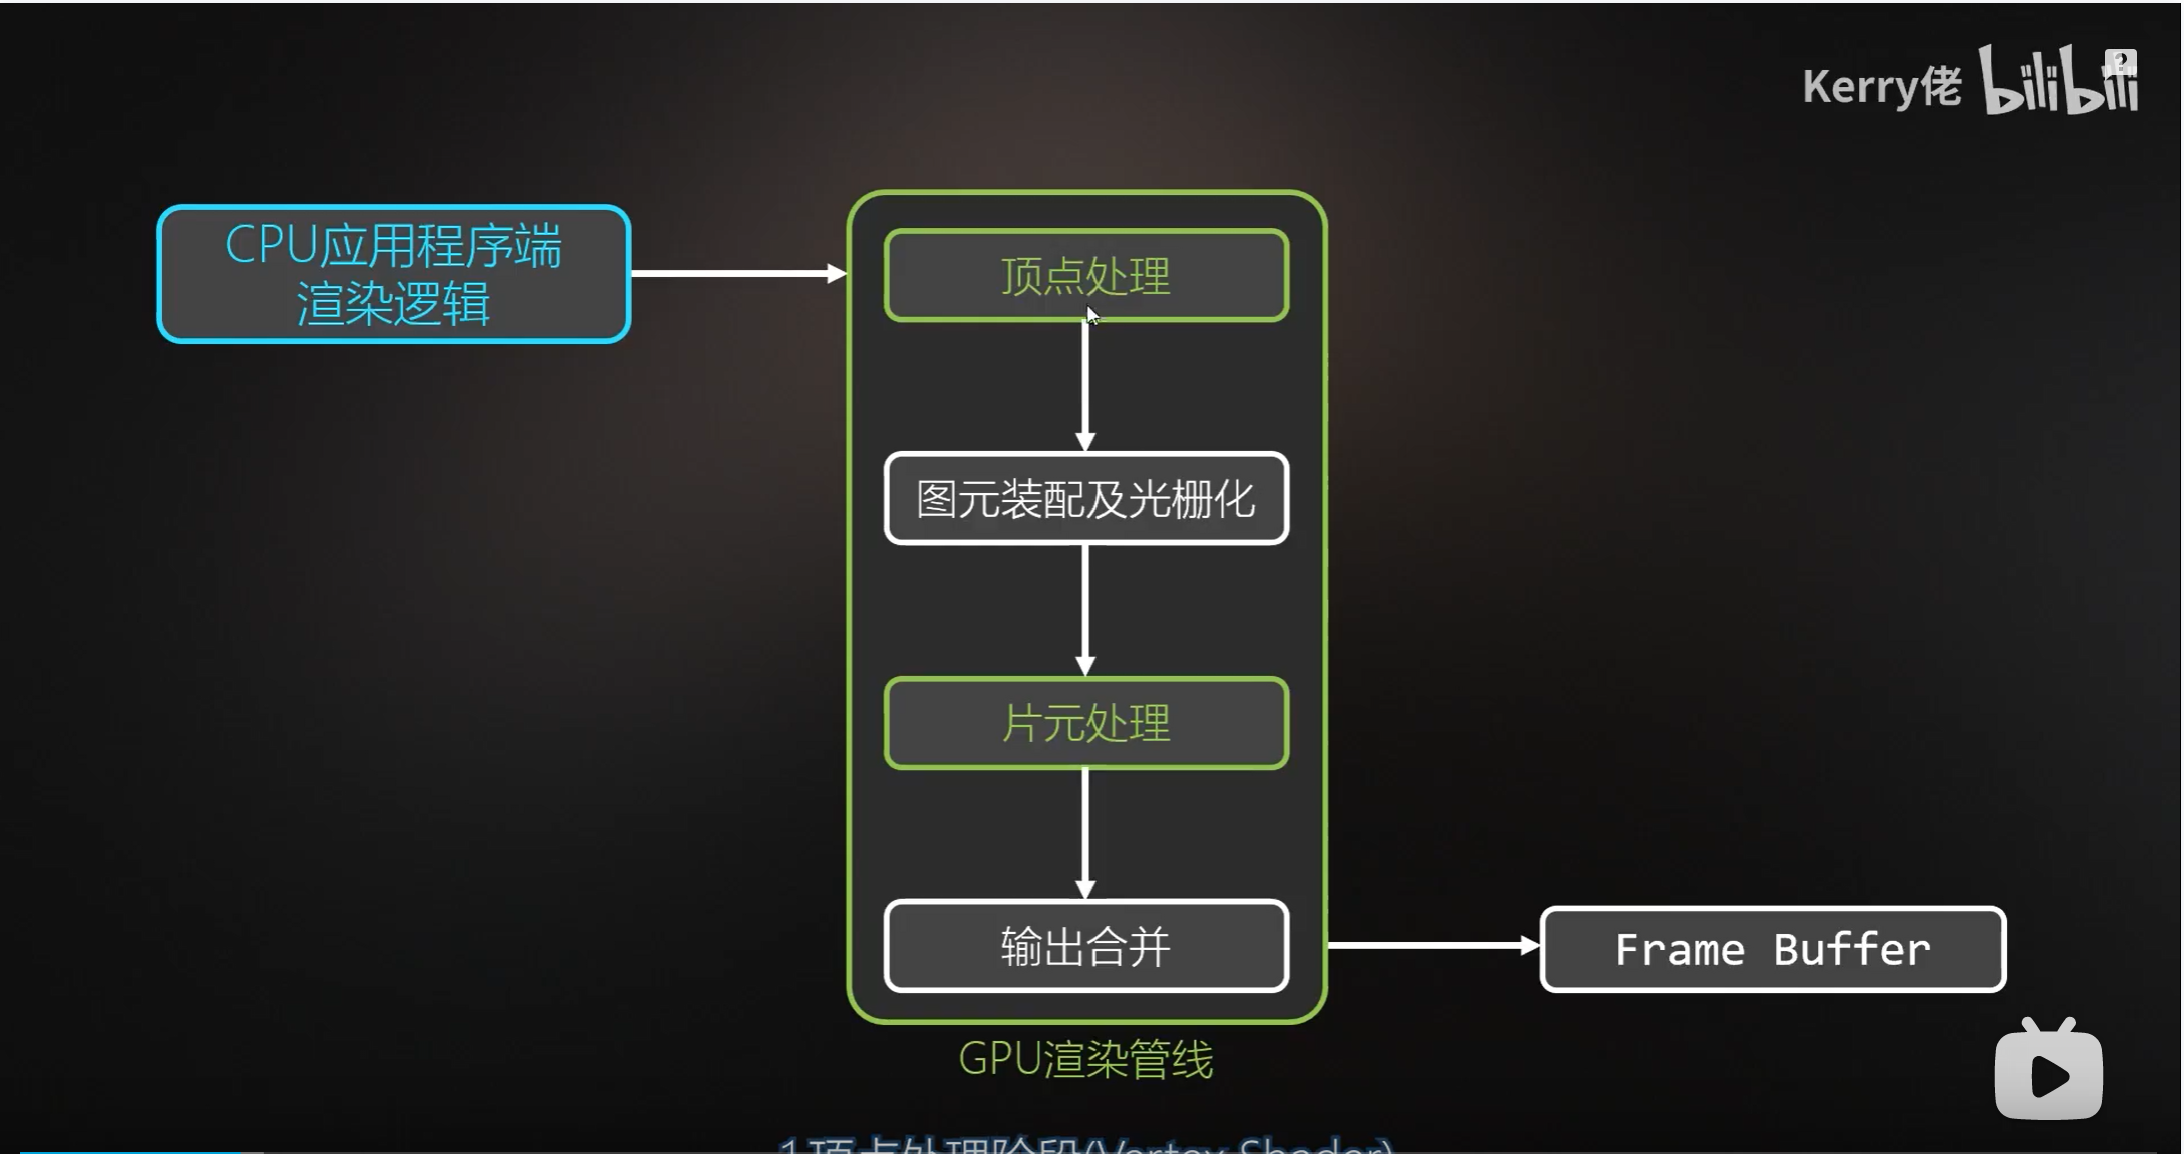 Kerry佬 bilibili
CPU应用程序端
渲染逻辑
顶点处理
图元装配及光栅化
片元处理
输出合并
Frame Buffer
GPU渲染管线
1.顶点处理阶段(Vertex Shader)